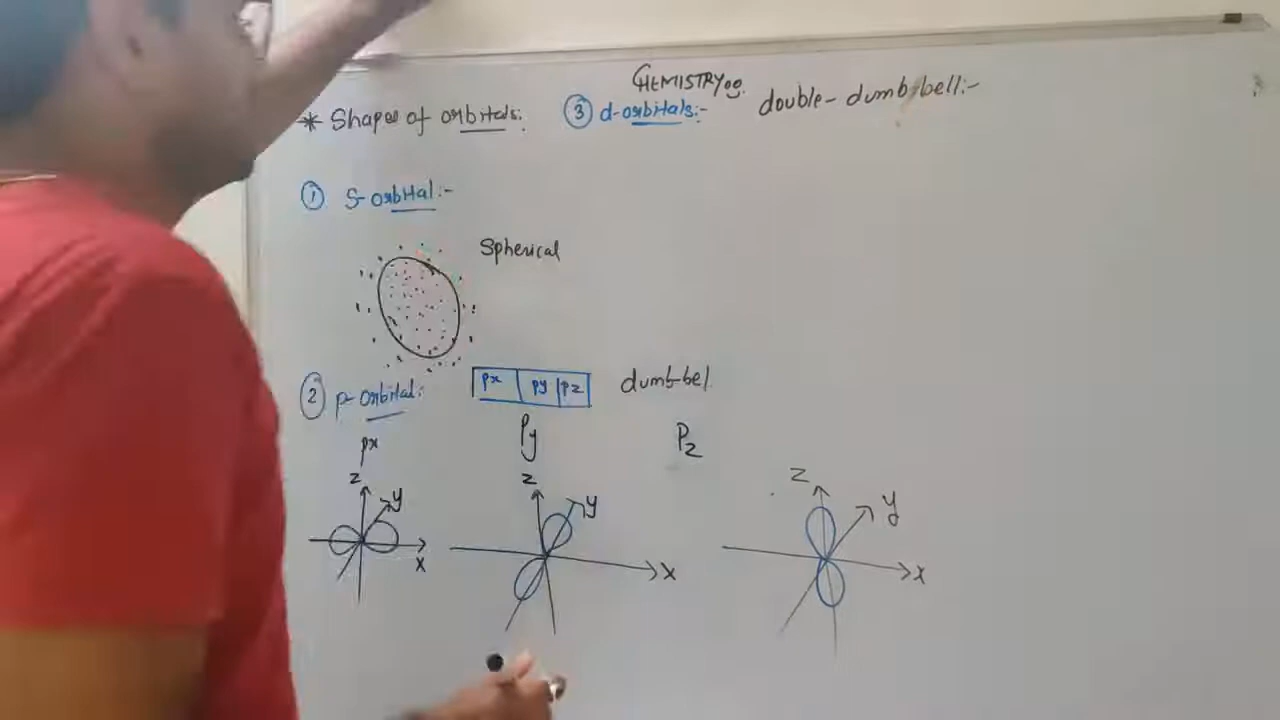 CHEMISTRY
* Shapes of orbitals:
③ d-orbitals:- double-dumb bell:-
① S-orbital:-
Spherical
② p-orbital:
px py pz
dumb-bel
px
Py
Pz
z
y
x
z
y
x
z
y
x